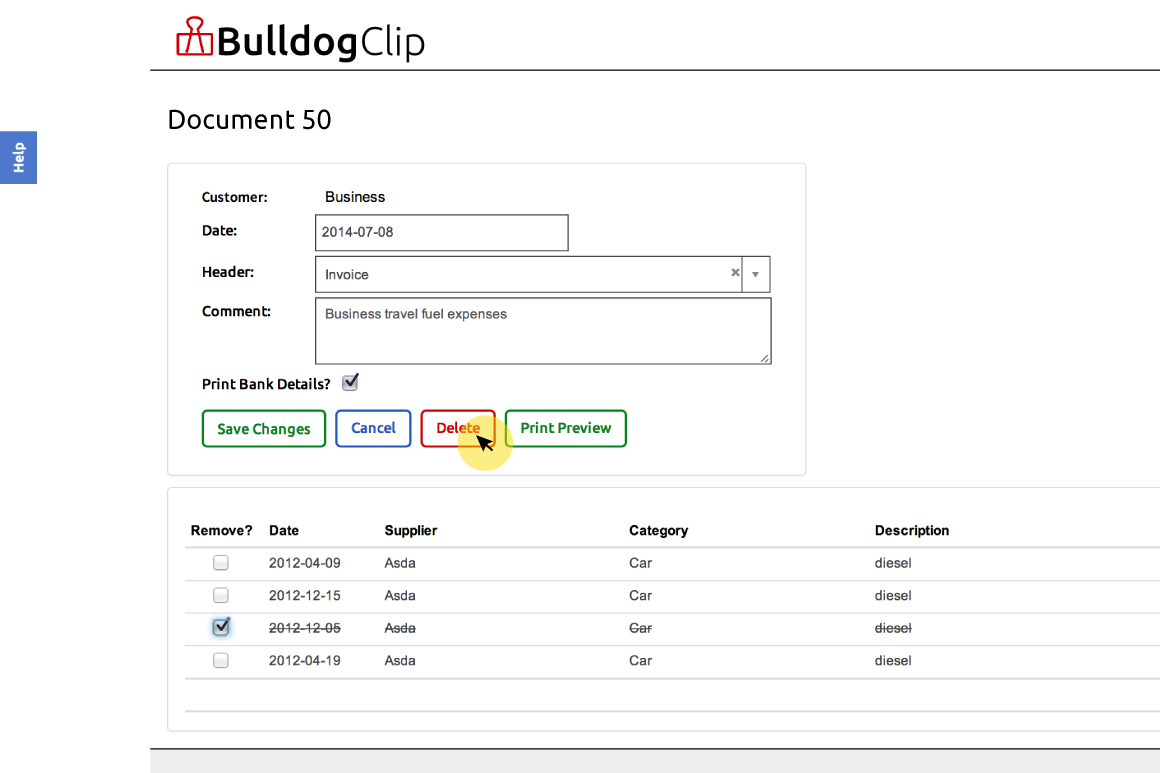 BulldogClip
Document 50
Help
Customer: Business
Date: 2014-07-08
Header: Invoice
Comment: Business travel fuel expenses
Print Bank Details?
Save Changes Cancel Delete Print Preview
Remove? Date Supplier Category Description
2012-04-09 Asda Car diesel
2012-12-15 Asda Car diesel
2012-12-05 Asda Car diesel
2012-04-19 Asda Car diesel